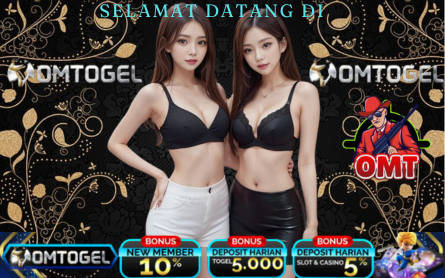 SELAMAT DATANG DI
OMTOGEL
OMTOGEL
OMT
OMTOGEL
BONUS
NEW MEMBER
10%
BONUS
DEPOSIT HARIAN
TOGEL 5.000
BONUS
DEPOSIT HARIAN
SLOT & CASINO 5%